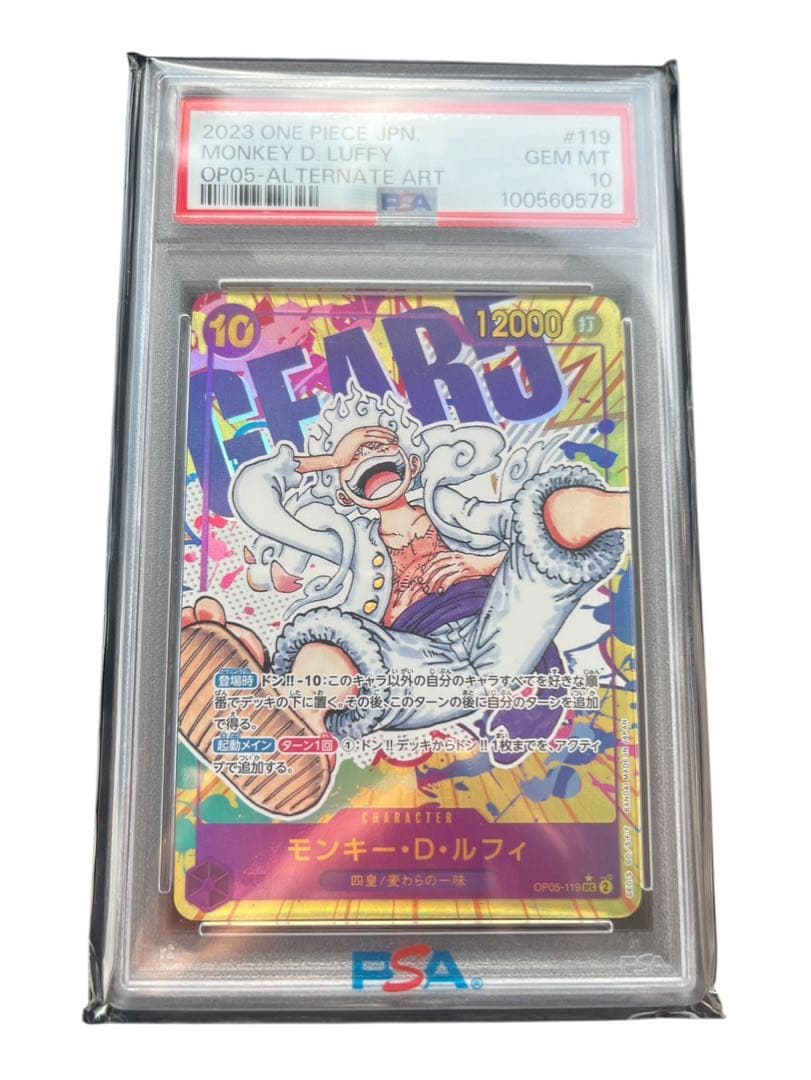 2023 ONE PIECE JPN. #119
MONKEY D. LUFFY GEM MT
OP05-ALTERNATE ART 10
PSA 100560578
10
12000 打
GEAR5
登場時 ドン!!-10:このキャラ以外の自分のキャラすべてを好きな順
番でデッキの下に置く。その後、このターンの後に自分のターンを追加
で得る。
起動メイン ターン1回 ①:ドン!!デッキからドン!!1枚までを、アクティ
ブで追加する。
CHARACTER
モンキー・D・ルフィ
四皇/麦わらの一味
OP05-119 SEC 2
BANDAI MADE IN JAPAN
PSA
PSA®